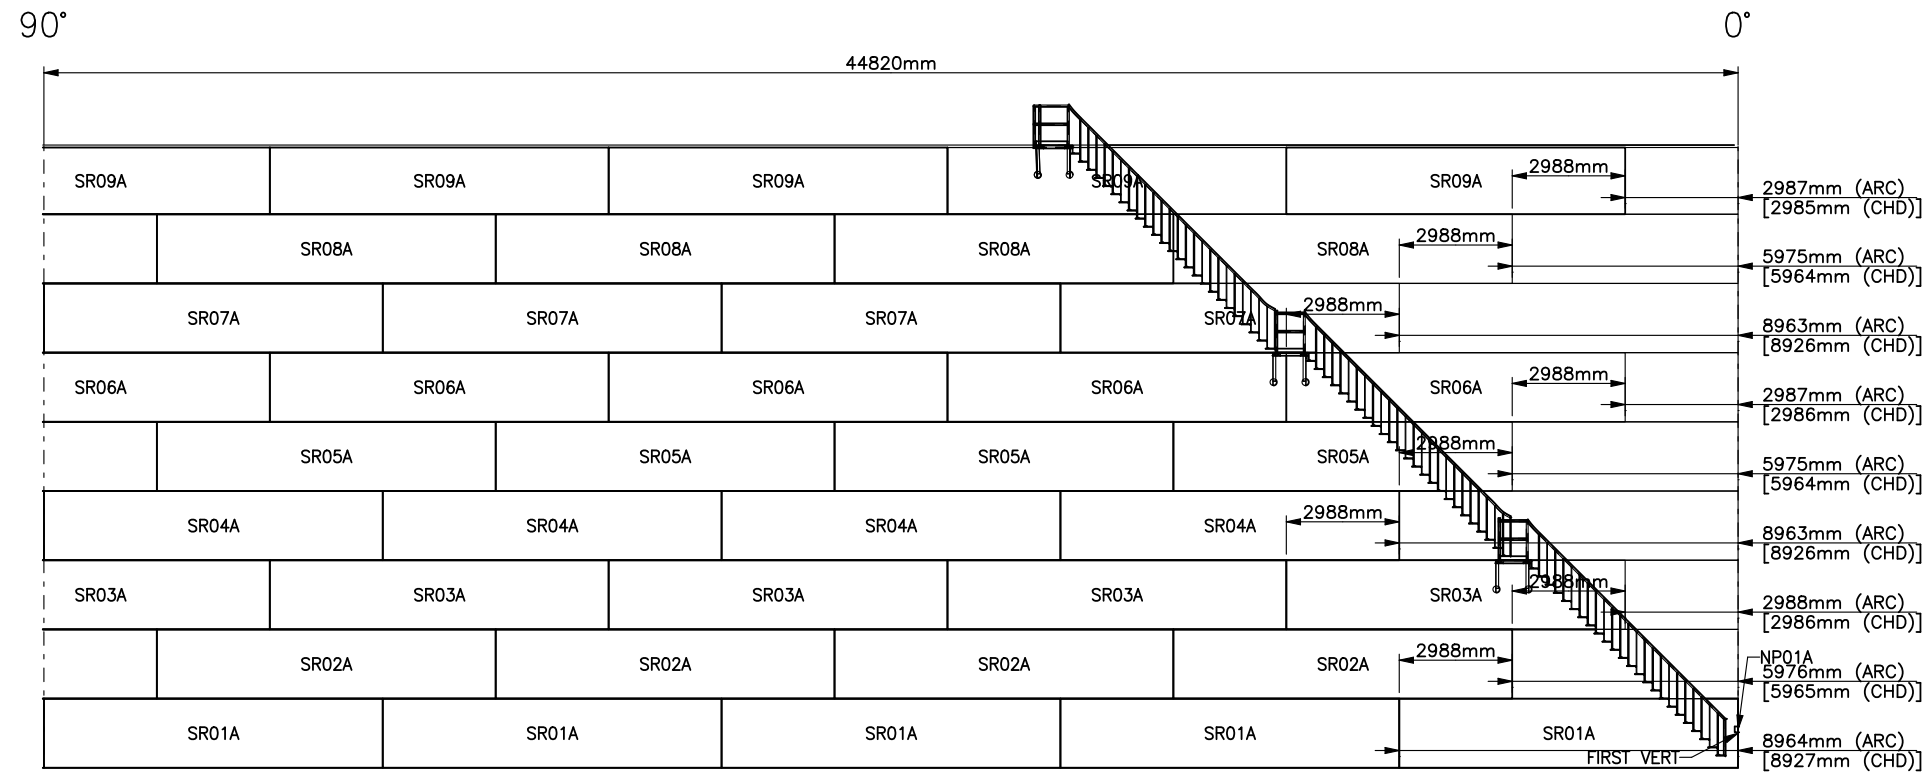 90° 0°
44820mm
SR09A SR09A SR09A SR09A SR09A 2988mm
2987mm (ARC)
[2985mm (CHD)]
SR08A SR08A SR08A SR08A 2988mm
5975mm (ARC)
[5964mm (CHD)]
SR07A SR07A SR07A SR07A 2988mm
8963mm (ARC)
[8926mm (CHD)]
SR06A SR06A SR06A SR06A SR06A 2988mm
2987mm (ARC)
[2986mm (CHD)]
SR05A SR05A SR05A SR05A 2988mm
5975mm (ARC)
[5964mm (CHD)]
SR04A SR04A SR04A SR04A 2988mm
8963mm (ARC)
[8926mm (CHD)]
SR03A SR03A SR03A SR03A SR03A 2988mm
2988mm (ARC)
[2986mm (CHD)]
SR02A SR02A SR02A SR02A 2988mm
NP01A
5976mm (ARC)
[5965mm (CHD)]
SR01A SR01A SR01A SR01A SR01A
FIRST VERT
8964mm (ARC)
[8927mm (CHD)]